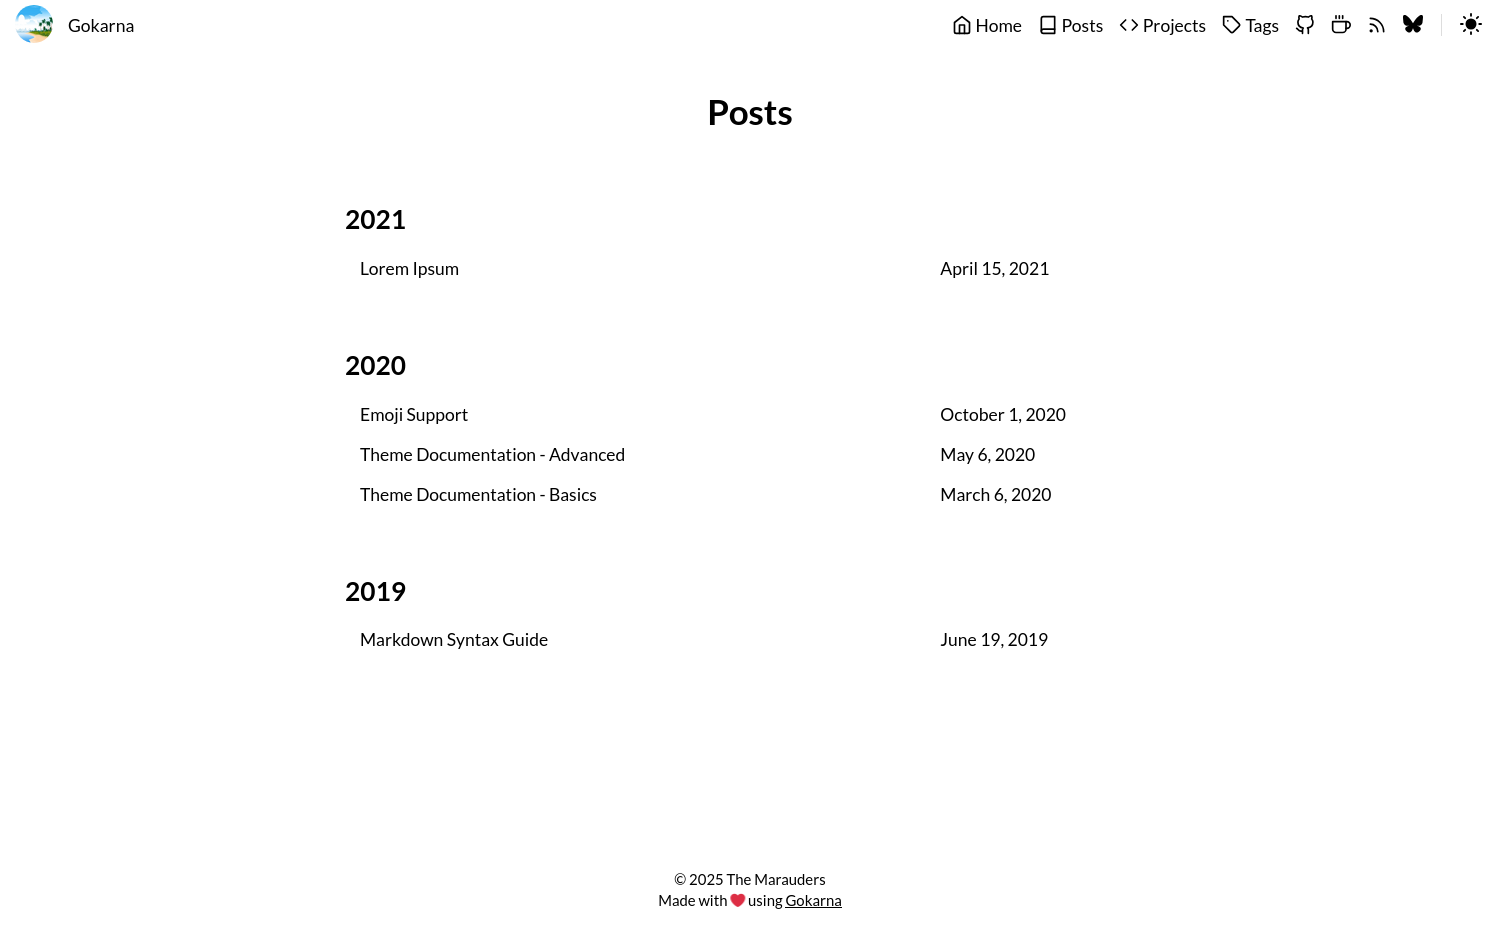 Gokarna
Home Posts Projects Tags
Posts
2021
Lorem Ipsum April 15, 2021
2020
Emoji Support October 1, 2020
Theme Documentation - Advanced May 6, 2020
Theme Documentation - Basics March 6, 2020
2019
Markdown Syntax Guide June 19, 2019
© 2025 The Marauders
Made with ❤️ using Gokarna